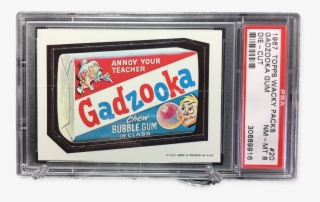 ANNOY YOUR
TEACHER
Gadzooka
Chew
BUBBLE GUM
IN CLASS
PSA
1967 TOPPS WACKY PACKS #20
GADZOOKA GUM NM-MT 8
DIE-CUT 30689916